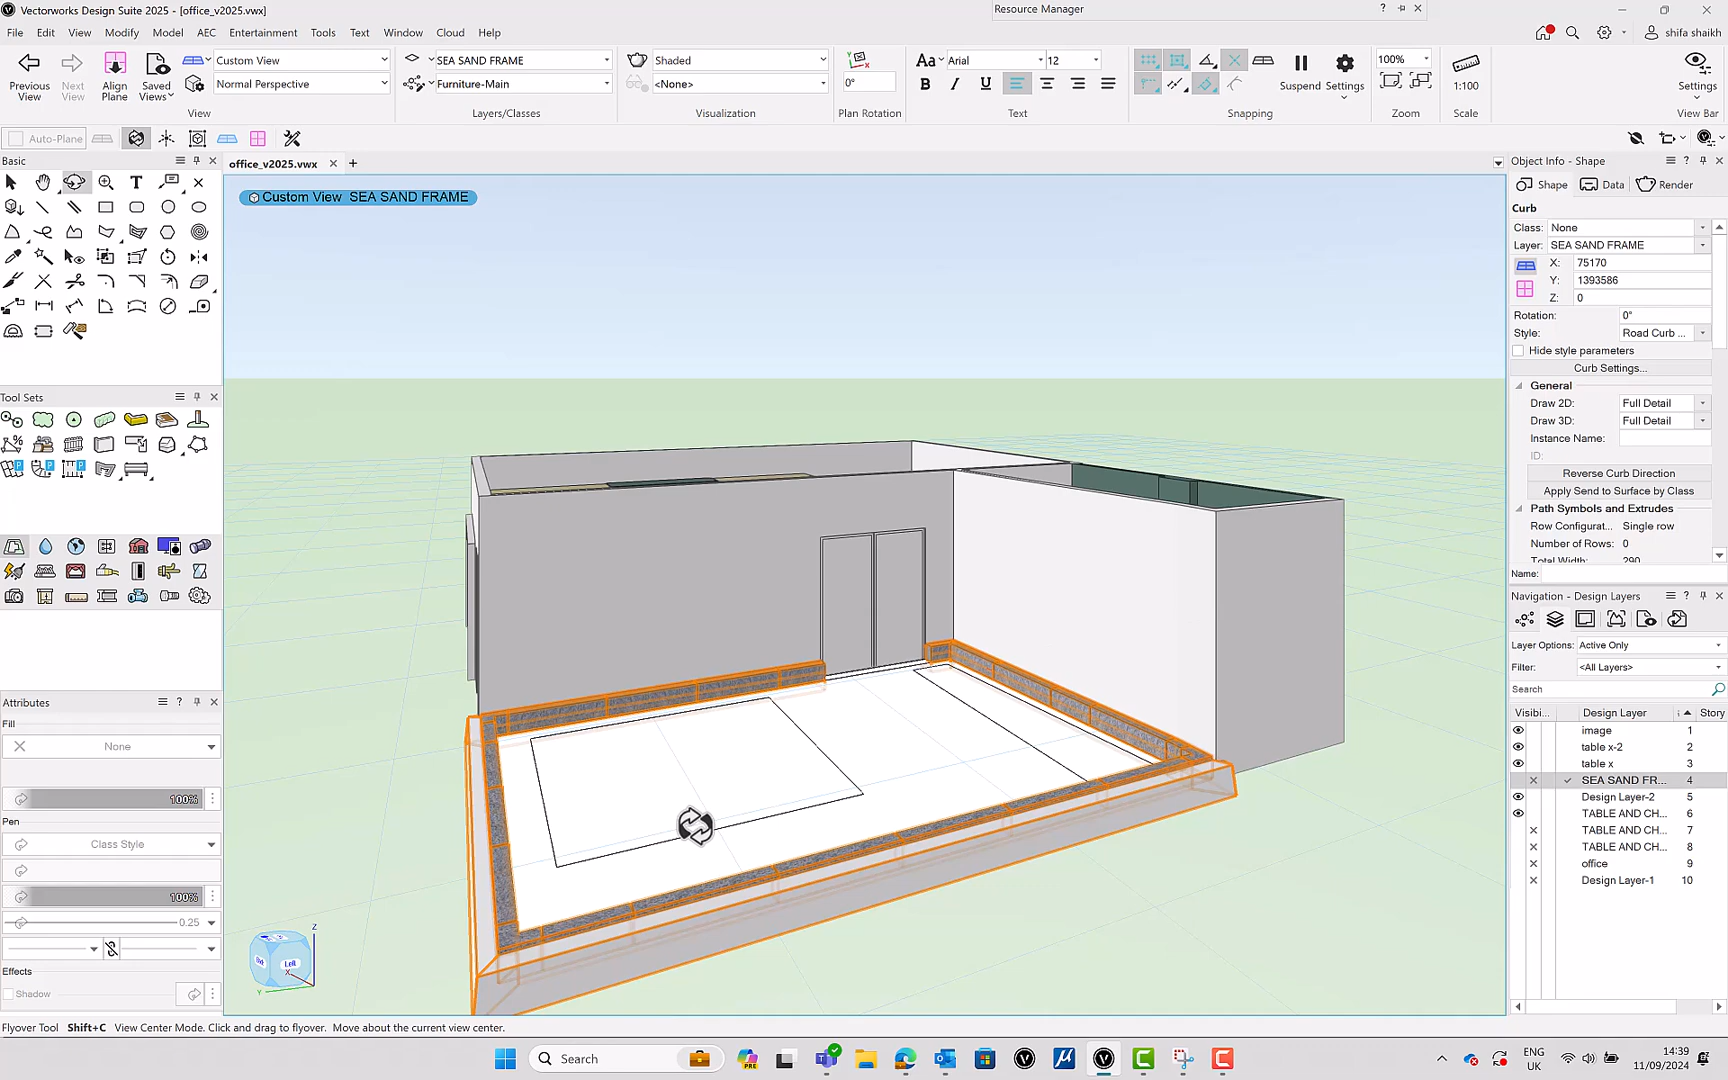 Vectorworks Design Suite 2025 - [office_v2025.vwx]
Resource Manager
File Edit View Modify Model AEC Entertainment Tools Text Window Cloud Help
shifa shaikh
Custom View
SEA SAND FRAME
Shaded
Arial
12
100%
Normal Perspective
Furniture-Main
<None>
0°
Previous View
Next View
Align Plane
Saved Views
Suspend
Settings
1:100
Settings
View
Layers/Classes
Visualization
Plan Rotation
Text
Snapping
Zoom
Scale
View Bar
Auto-Plane
Basic
office_v2025.vwx
Custom View SEA SAND FRAME
Tool Sets
Attributes
Fill
None
100%
Pen
Class Style
100%
0.25
Effects
Shadow
Left
Z
X
Y
Object Info - Shape
Shape
Data
Render
Curb
Class: None
Layer: SEA SAND FRAME
X: 75170
Y: 1393586
Z: 0
Rotation: 0°
Style: Road Curb ...
Hide style parameters
Curb Settings...
General
Draw 2D: Full Detail
Draw 3D: Full Detail
Instance Name:
ID:
Reverse Curb Direction
Apply Send to Surface by Class
Path Symbols and Extrudes
Row Configurat... Single row
Number of Rows: 0
Total Width: 290
Name:
Navigation - Design Layers
Layer Options: Active Only
Filter: <All Layers>
Search
Visibi... Design Layer Story
image 1
table x-2 2
table x 3
SEA SAND FR... 4
Design Layer-2 5
TABLE AND CH... 6
TABLE AND CH... 7
TABLE AND CH... 8
office 9
Design Layer-1 10
Flyover Tool Shift+C View Center Mode. Click and drag to flyover. Move about the current view center.
Search
PRE
ENG
UK
14:39
11/09/2024